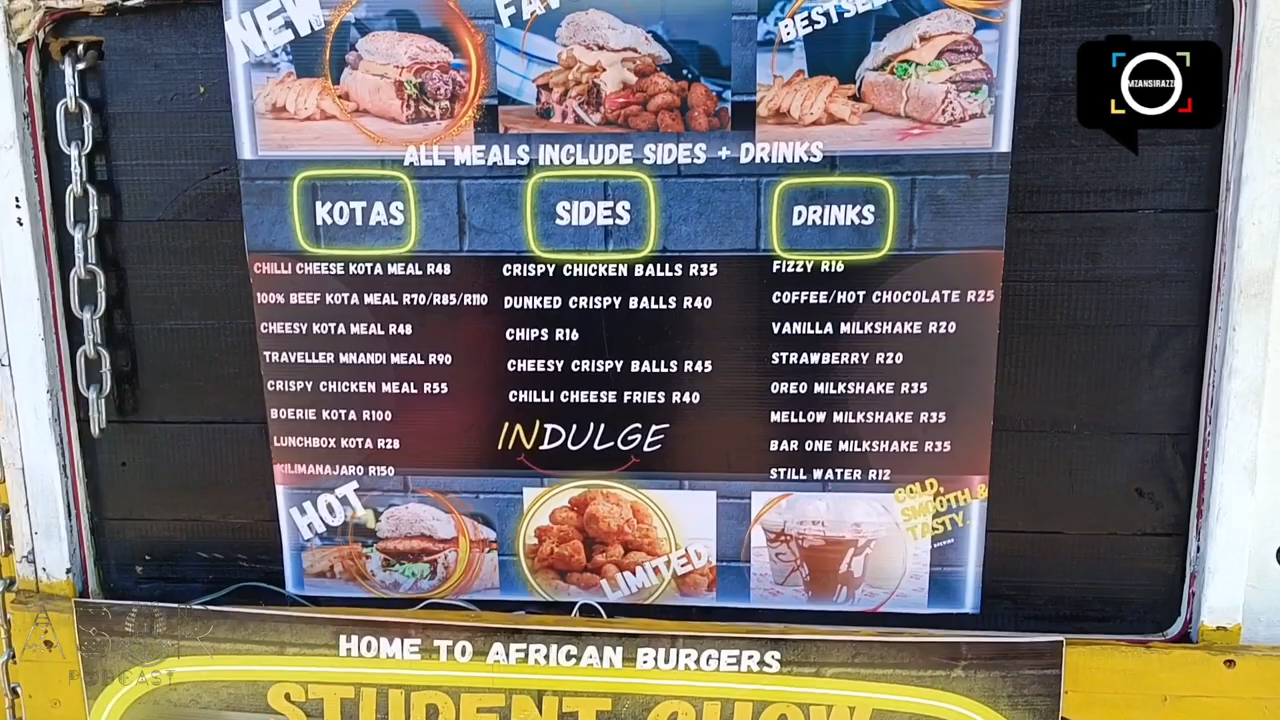 NEW
BESTSEL
MZANSIRAZZI
ALL MEALS INCLUDE SIDES + DRINKS
KOTAS
CHILLI CHEESE KOTA MEAL R48
100% BEEF KOTA MEAL R70/R85/R110
CHEESY KOTA MEAL R48
TRAVELLER MNANDI MEAL R90
CRISPY CHICKEN MEAL R55
BOERIE KOTA R100
LUNCHBOX KOTA R28
KILIMANAJARO R150
SIDES
CRISPY CHICKEN BALLS R35
DUNKED CRISPY BALLS R40
CHIPS R16
CHEESY CRISPY BALLS R45
CHILLI CHEESE FRIES R40
INDULGE
DRINKS
FIZZY R16
COFFEE/HOT CHOCOLATE R25
VANILLA MILKSHAKE R20
STRAWBERRY R20
OREO MILKSHAKE R35
MELLOW MILKSHAKE R35
BAR ONE MILKSHAKE R35
STILL WATER R12
HOT
LIMITED
COLD,
SMOOTH &
TASTY.
HOME TO AFRICAN BURGERS
STUDENT CHOW
PODCAST